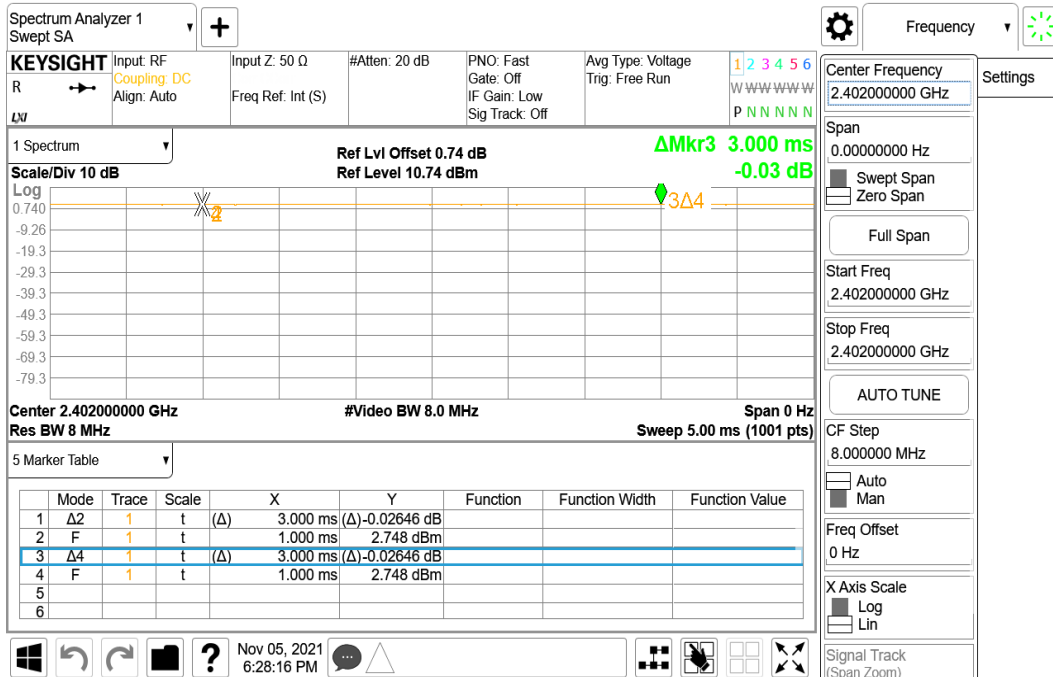 Spectrum Analyzer 1
Swept SA
Frequency
KEYSIGHT
R
LXI
Input: RF
Coupling: DC
Align: Auto
Input Z: 50 Ω
Freq Ref: Int (S)
#Atten: 20 dB
PNO: Fast
Gate: Off
IF Gain: Low
Sig Track: Off
Avg Type: Voltage
Trig: Free Run
1 2 3 4 5 6
W W W W W W
P N N N N N
1 Spectrum
Scale/Div 10 dB
Ref Lvl Offset 0.74 dB
Ref Level 10.74 dBm
ΔMkr3 3.000 ms
-0.03 dB
Log
0.740
-9.26
-19.3
-29.3
-39.3
-49.3
-59.3
-69.3
-79.3
3Δ4
Center 2.402000000 GHz
#Video BW 8.0 MHz
Span 0 Hz
Res BW 8 MHz
Sweep 5.00 ms (1001 pts)
5 Marker Table
Mode Trace Scale X Y Function Function Width Function Value
1 Δ2 1 t (Δ) 3.000 ms (Δ) -0.02646 dB
2 F 1 t 1.000 ms 2.748 dBm
3 Δ4 1 t (Δ) 3.000 ms (Δ) -0.02646 dB
4 F 1 t 1.000 ms 2.748 dBm
5
6
Nov 05, 2021
6:28:16 PM
Center Frequency
2.402000000 GHz
Settings
Span
0.00000000 Hz
Swept Span
Zero Span
Full Span
Start Freq
2.402000000 GHz
Stop Freq
2.402000000 GHz
AUTO TUNE
CF Step
8.000000 MHz
Auto
Man
Freq Offset
0 Hz
X Axis Scale
Log
Lin
Signal Track
(Span Zoom)